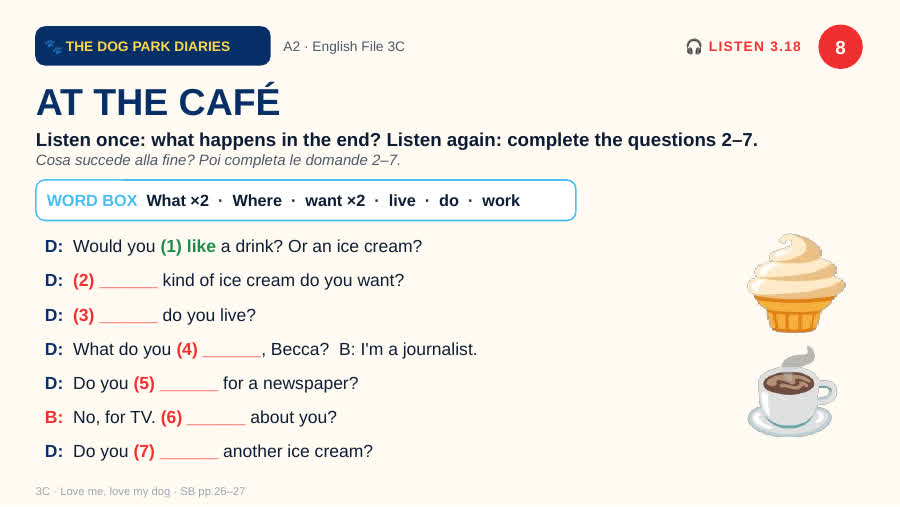 THE DOG PARK DIARIES
A2 · English File 3C
LISTEN 3.18
8
AT THE CAFÉ
Listen once: what happens in the end? Listen again: complete the questions 2–7.
Cosa succede alla fine? Poi completa le domande 2–7.
WORD BOX What ×2 · Where · want ×2 · live · do · work
D: Would you (1) like a drink? Or an ice cream?
D: (2) ______ kind of ice cream do you want?
D: (3) ______ do you live?
D: What do you (4) ______, Becca? B: I'm a journalist.
D: Do you (5) ______ for a newspaper?
B: No, for TV. (6) ______ about you?
D: Do you (7) ______ another ice cream?
3C · Love me, love my dog · SB pp.26–27